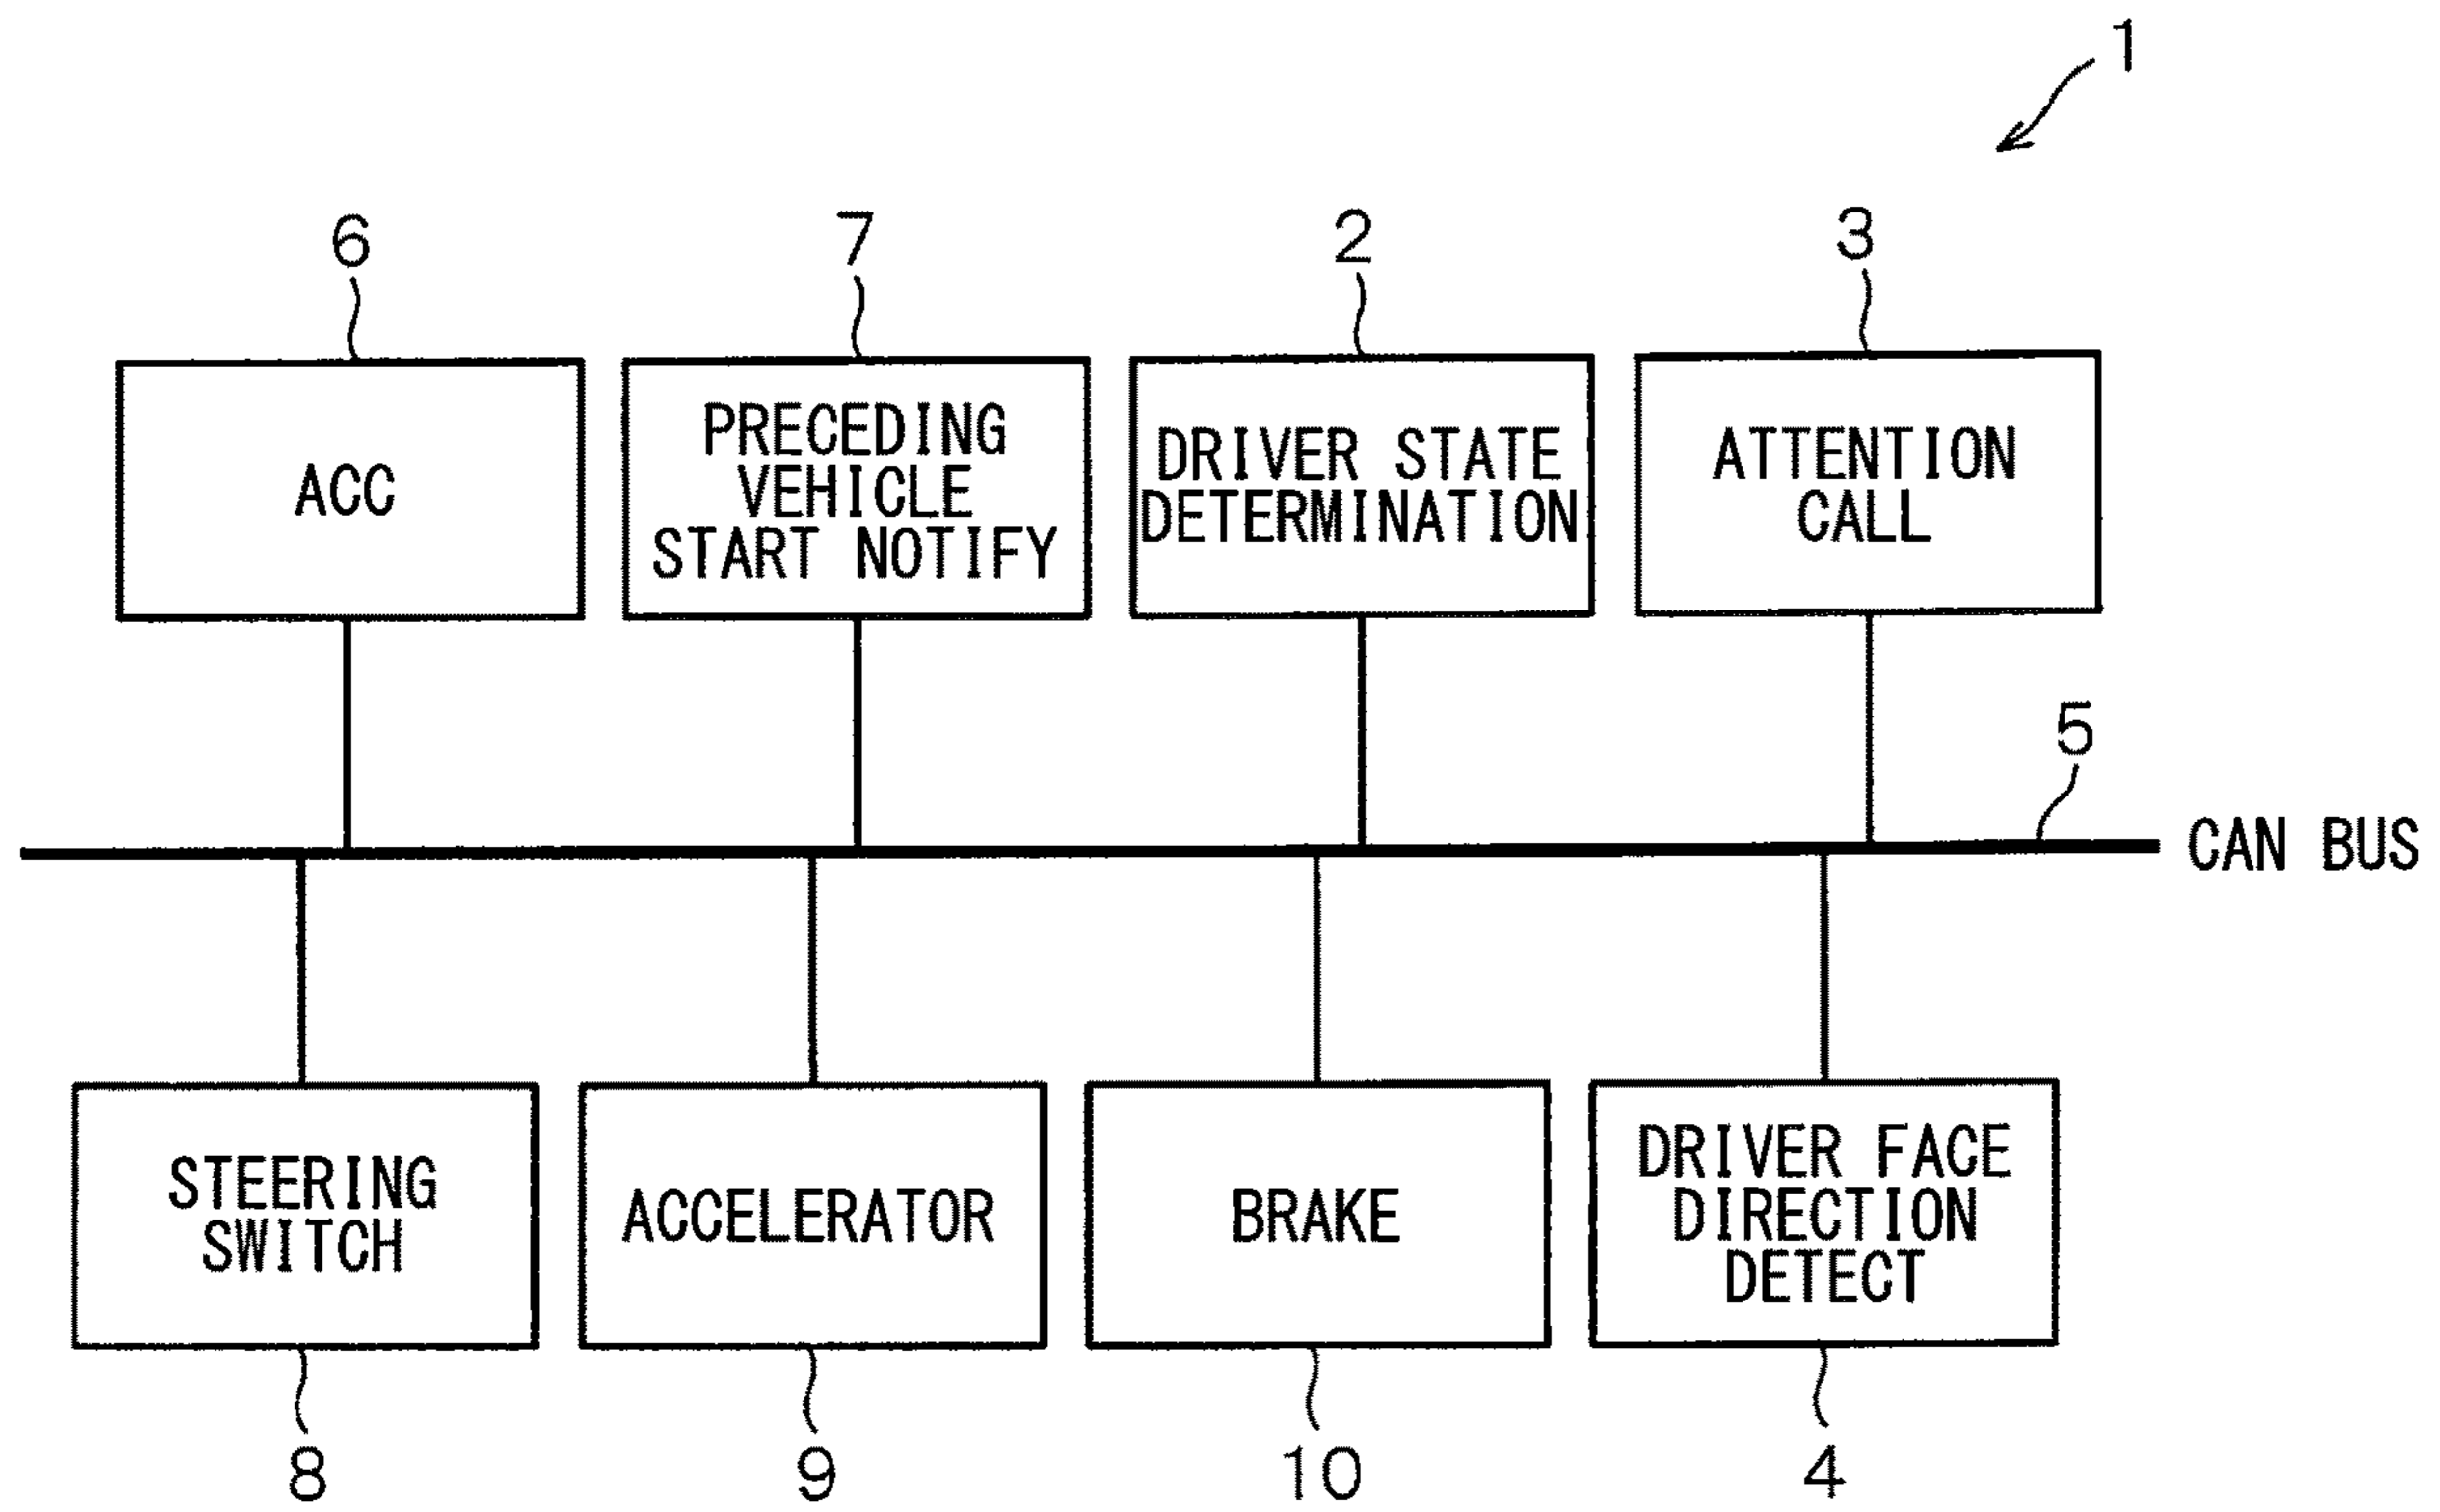 1
6
7
2
3
ACC
PRECEDING
VEHICLE
START NOTIFY
DRIVER STATE
DETERMINATION
ATTENTION
CALL
5
CAN BUS
STEERING
SWITCH
ACCELERATOR
BRAKE
DRIVER FACE
DIRECTION
DETECT
8
9
10
4